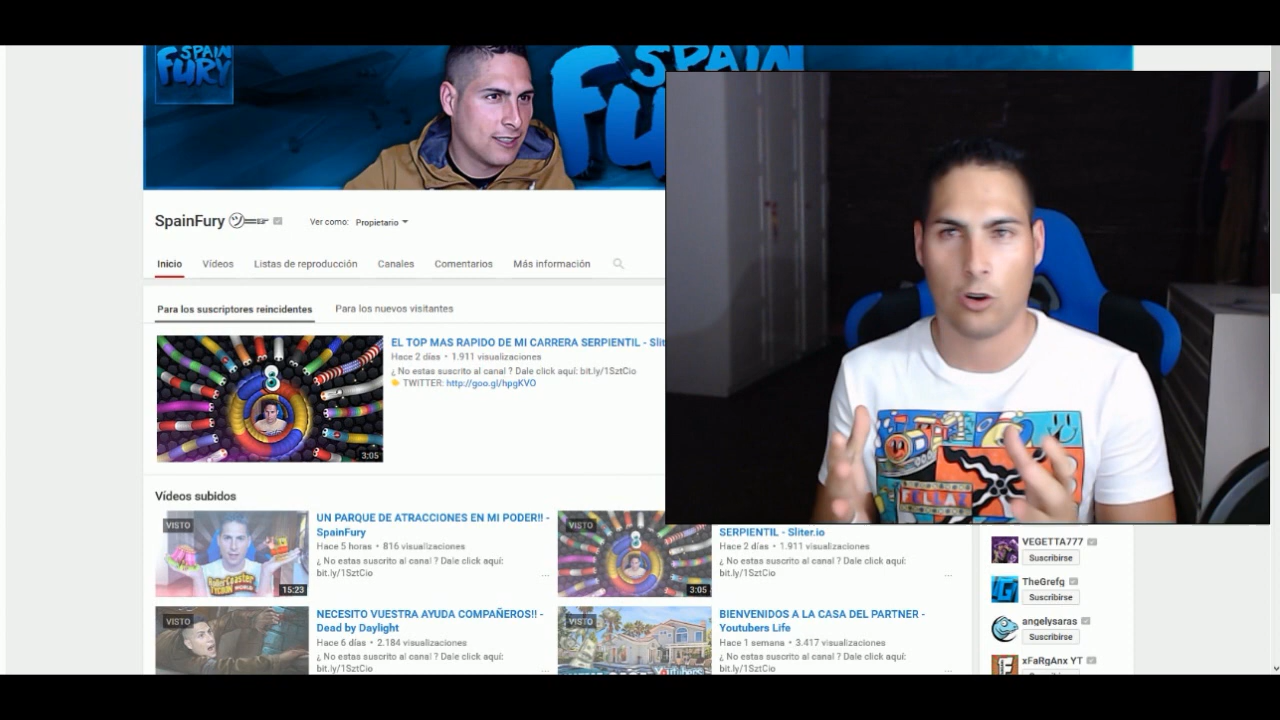 SPAIN
FURY
SPAIN
FU
SpainFury
Ver como: Propietario
Inicio
Vídeos
Listas de reproducción
Canales
Comentarios
Más información
Para los suscriptores reincidentes
Para los nuevos visitantes
EL TOP MAS RAPIDO DE MI CARRERA SERPIENTIL - Slit
Hace 2 días • 1.911 visualizaciones
¿ No estas suscrito al canal ? Dale click aquí: bit.ly/1SztCio
TWITTER: http://goo.gl/hpgKVO
8
3:05
Vídeos subidos
VISTO
15:23
UN PARQUE DE ATRACCIONES EN MI PODER!! -
SpainFury
Hace 5 horas • 816 visualizaciones
¿ No estas suscrito al canal ? Dale click aquí:
bit.ly/1SztCio
...
VISTO
8
3:05
SERPIENTIL - Sliter.io
Hace 2 días • 1.911 visualizaciones
¿ No estas suscrito al canal ? Dale click aquí:
bit.ly/1SztCio
...
VISTO
NECESITO VUESTRA AYUDA COMPAÑEROS!! -
Dead by Daylight
Hace 6 días • 2.184 visualizaciones
¿ No estas suscrito al canal ? Dale click aquí:
bit.ly/1SztCio
...
VISTO
BIENVENIDOS A LA CASA DEL PARTNER -
Youtubers Life
Hace 1 semana • 3.417 visualizaciones
¿ No estas suscrito al canal ? Dale click aquí:
bit.ly/1SztCio
...
VEGETTA777
Suscribirse
TheGrefg
Suscribirse
angelysaras
Suscribirse
xFaRgAnx YT